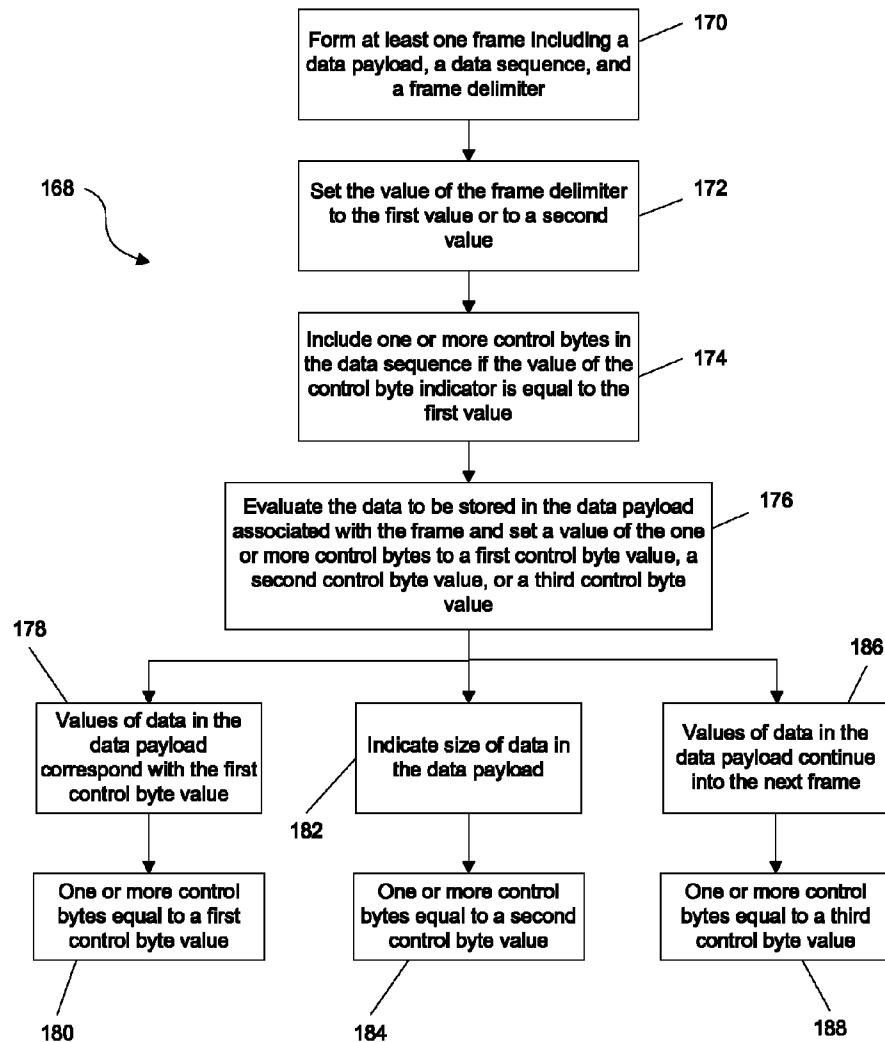 Form at least one frame including a
data payload, a data sequence, and
a frame delimiter
170
168
Set the value of the frame delimiter
to the first value or to a second
value
172
Include one or more control bytes in
the data sequence if the value of the
control byte indicator is equal to the
first value
174
Evaluate the data to be stored in the data payload
associated with the frame and set a value of the one
or more control bytes to a first control byte value, a
second control byte value, or a third control byte
value
176
178
Values of data in the
data payload
correspond with the first
control byte value
Indicate size of data in
the data payload
182
186
Values of data in the
data payload continue
into the next frame
One or more control
bytes equal to a first
control byte value
180
One or more control
bytes equal to a second
control byte value
184
One or more control
bytes equal to a third
control byte value
188